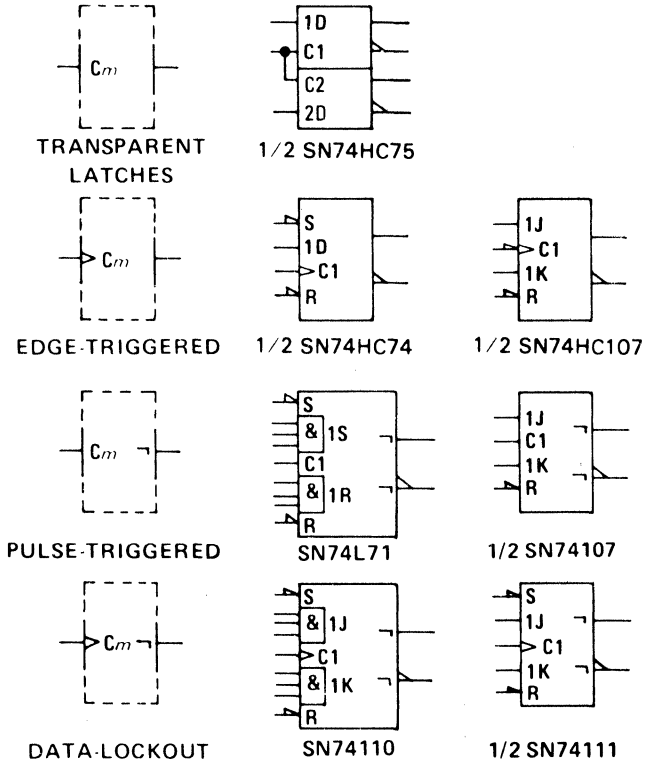 Cm
1D
C1
C2
2D
TRANSPARENT
LATCHES
1/2 SN74HC75
Cm
S
1D
C1
R
1J
C1
1K
R
EDGE-TRIGGERED
1/2 SN74HC74
1/2 SN74HC107
Cm ¬
S
& 1S ¬
C1
& 1R ¬
R
1J ¬
C1
1K ¬
R
PULSE-TRIGGERED
SN74L71
1/2 SN74107
Cm ¬
S
& 1J ¬
C1
& 1K ¬
R
S
1J ¬
C1
1K ¬
R
DATA-LOCKOUT
SN74110
1/2 SN74111